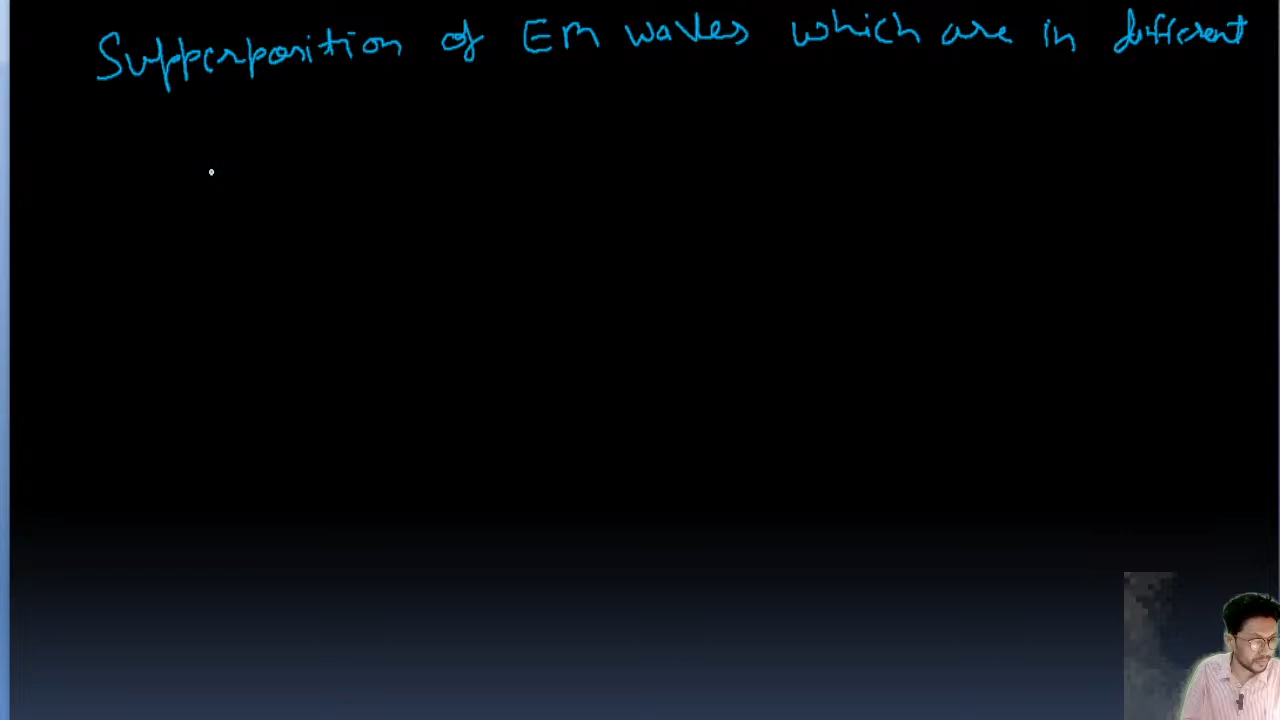 Supperposition of EM waves which are in different